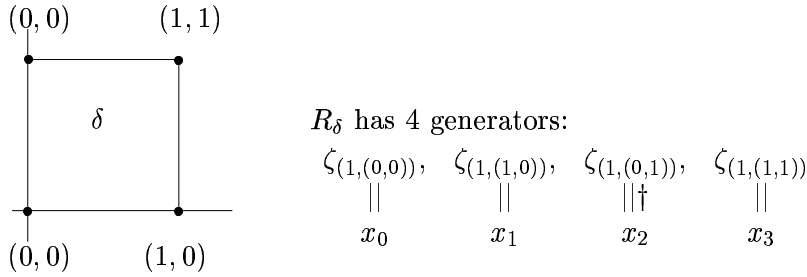 (0, 0) (1, 1)
δ
(0, 0) (1, 0)
R_δ has 4 generators:
ζ_(1,(0,0)), ζ_(1,(1,0)), ζ_(1,(0,1)), ζ_(1,(1,1))
|| || ||† ||
x_0 x_1 x_2 x_3